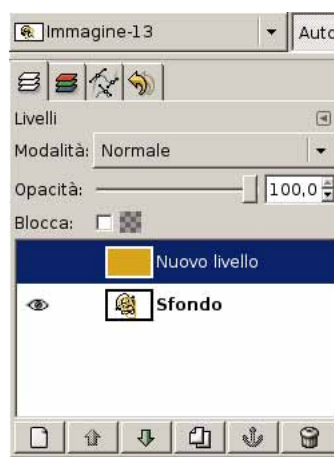 Immagine-13 Auto
Livelli
Modalità: Normale
Opacità: 100,0
Blocca:
Nuovo livello
Sfondo